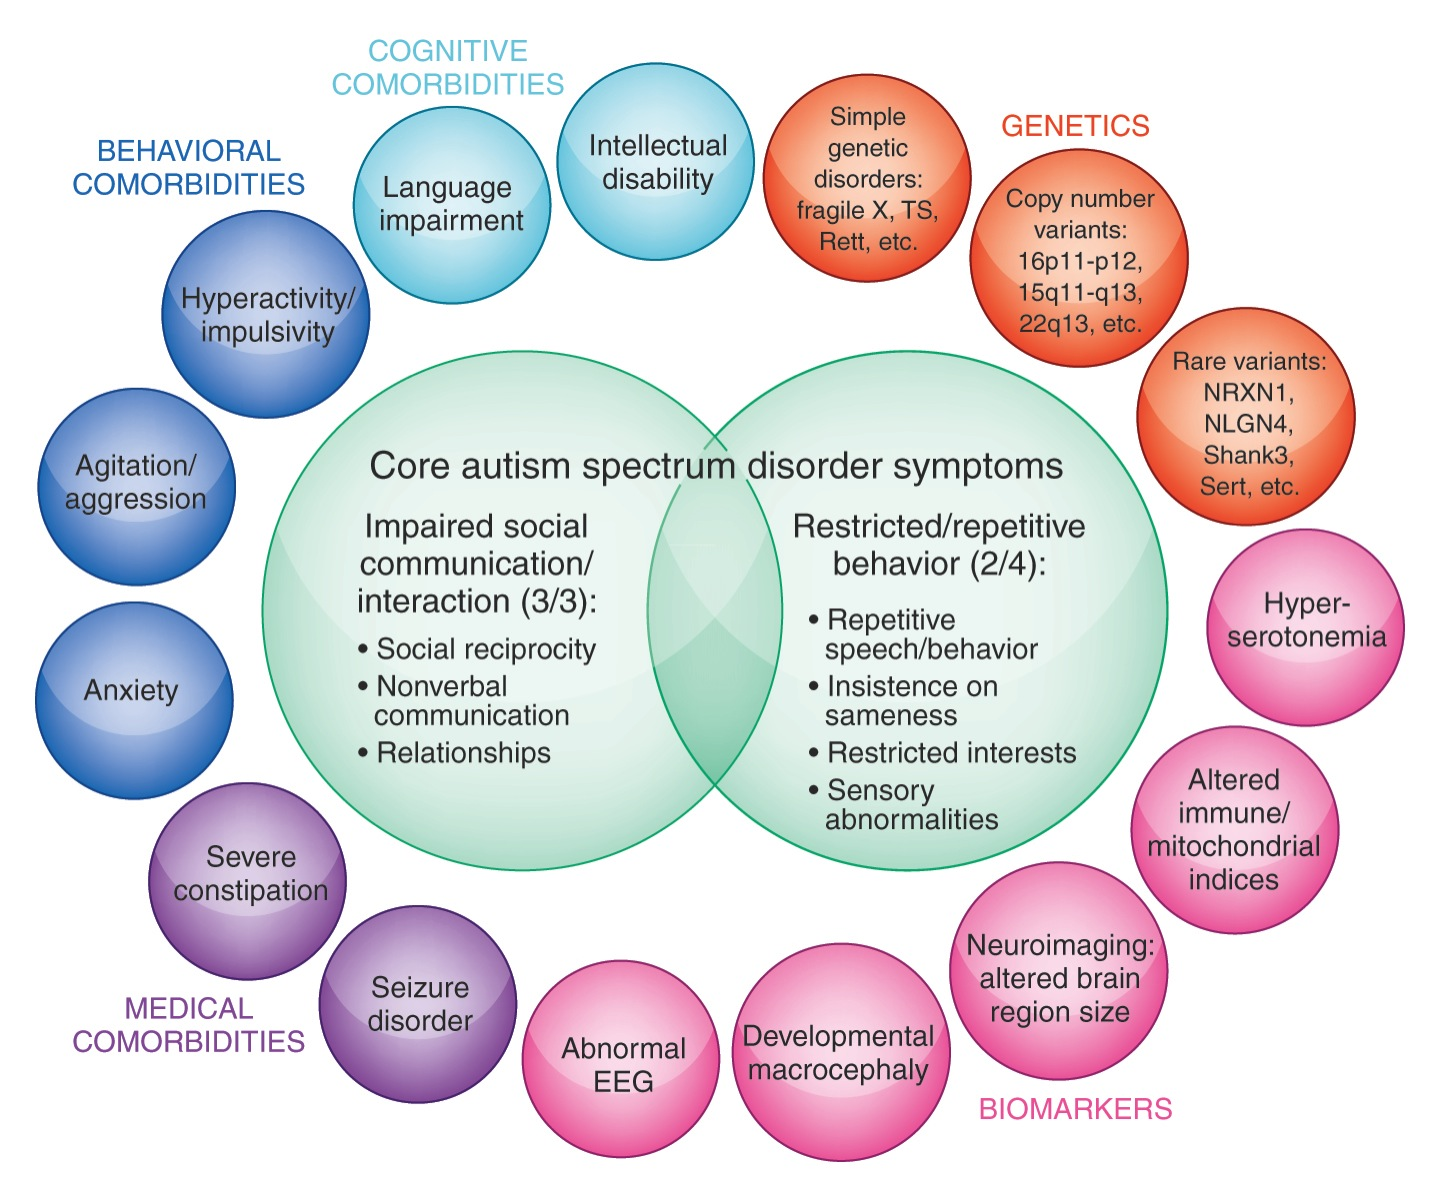 COGNITIVE
COMORBIDITIES
BEHAVIORAL
COMORBIDITIES
GENETICS
Language
impairment
Intellectual
disability
Simple
genetic
disorders:
fragile X, TS,
Rett, etc.
Copy number
variants:
16p11-p12,
15q11-q13,
22q13, etc.
Rare variants:
NRXN1,
NLGN4,
Shank3,
Sert, etc.
Hyperactivity/
impulsivity
Agitation/
aggression
Anxiety
Core autism spectrum disorder symptoms
Impaired social
communication/
interaction (3/3):
• Social reciprocity
• Nonverbal
communication
• Relationships
Restricted/repetitive
behavior (2/4):
• Repetitive
speech/behavior
• Insistence on
sameness
• Restricted interests
• Sensory
abnormalities
Hyper-
serotonemia
Altered
immune/
mitochondrial
indices
Neuroimaging:
altered brain
region size
Developmental
macrocephaly
Abnormal
EEG
BIOMARKERS
Severe
constipation
Seizure
disorder
MEDICAL
COMORBIDITIES